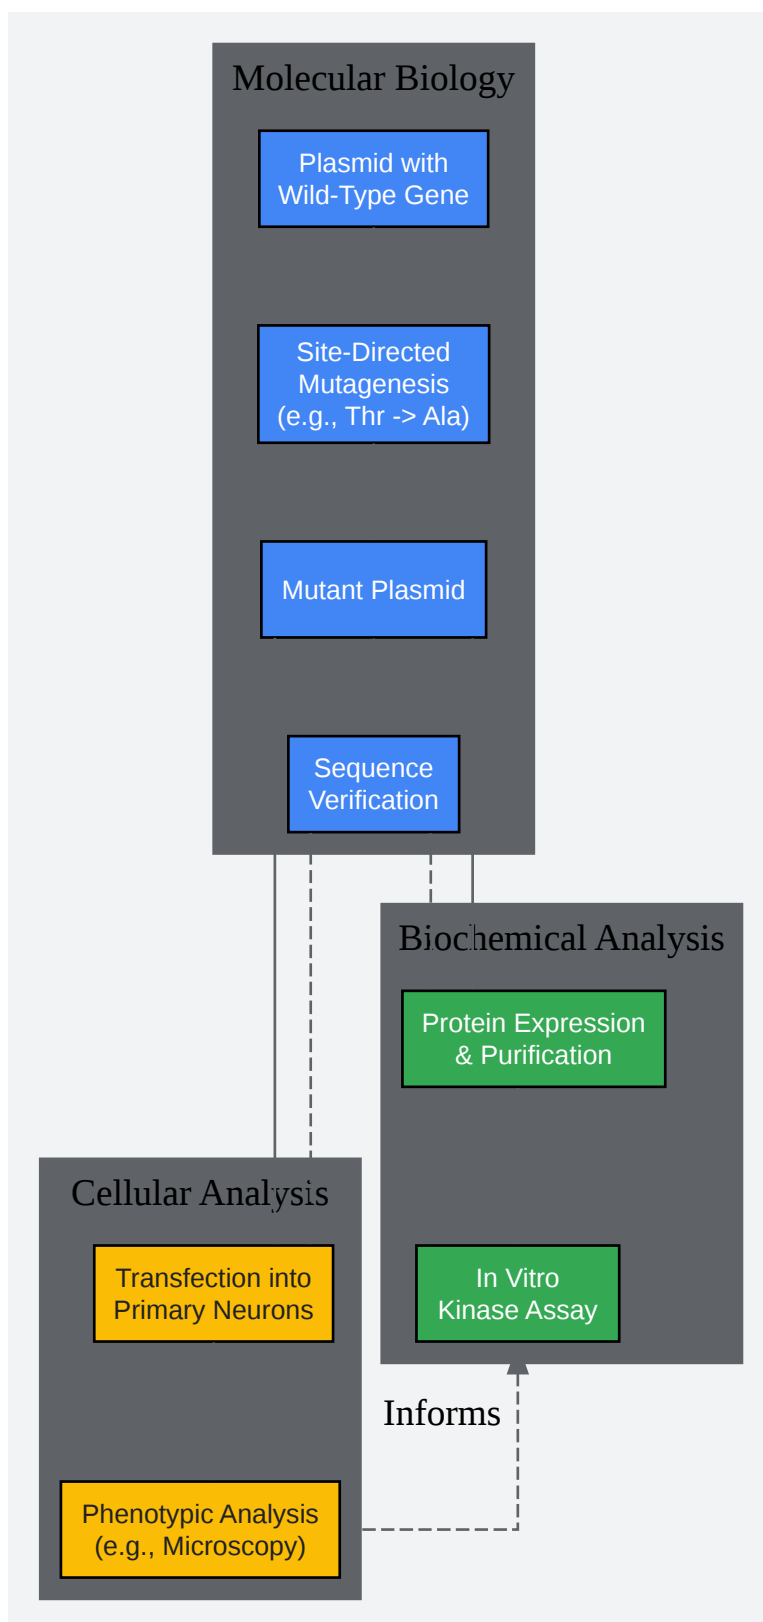 Molecular Biology
Plasmid with
Wild-Type Gene
Site-Directed
Mutagenesis
(e.g., Thr -> Ala)
Mutant Plasmid
Sequence
Verification
Biochemical Analysis
Protein Expression
& Purification
Cellular Analysis
Transfection into
Primary Neurons
In Vitro
Kinase Assay
Informs
Phenotypic Analysis
(e.g., Microscopy)